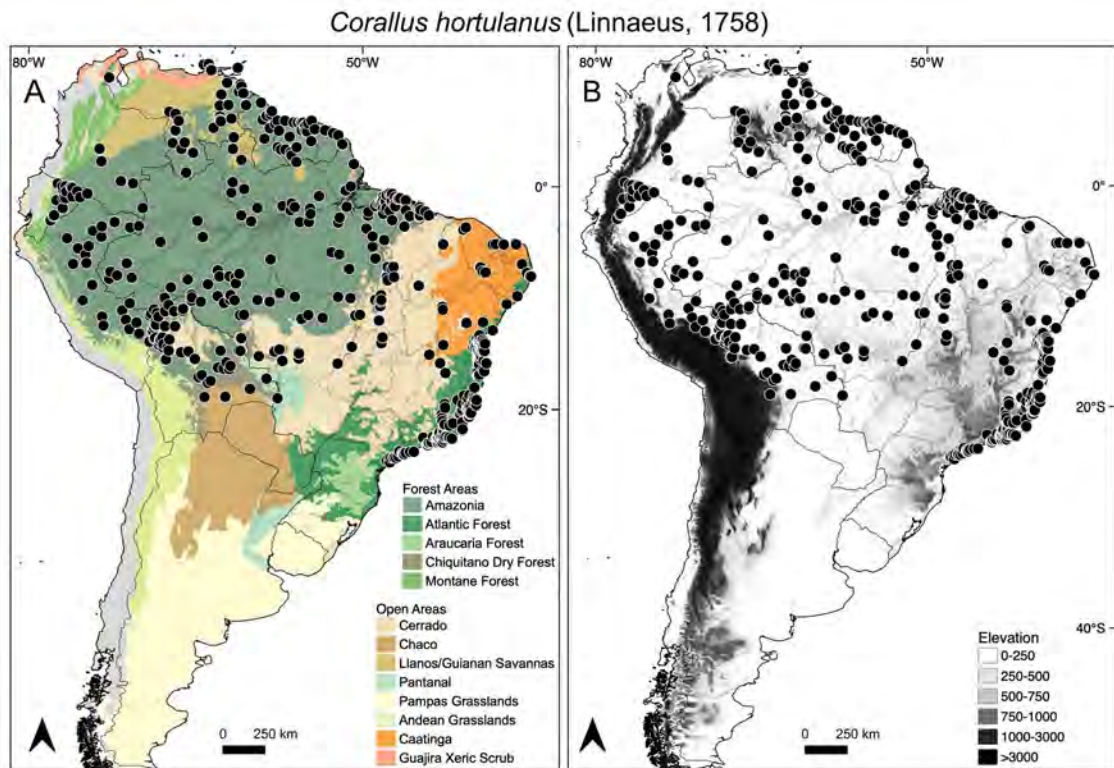 Corallus hortulanus (Linnaeus, 1758)
80°W
50°W
A
0°
20°S
Forest Areas
Amazonia
Atlantic Forest
Araucaria Forest
Chiquitano Dry Forest
Montane Forest
Open Areas
Cerrado
Chaco
Llanos/Guianan Savannas
Pantanal
Pampas Grasslands
Andean Grasslands
Caatinga
Guajira Xeric Scrub
0 250 km
80°W
50°W
B
0°
20°S
40°S
Elevation
0-250
250-500
500-750
750-1000
1000-3000
>3000
0 250 km